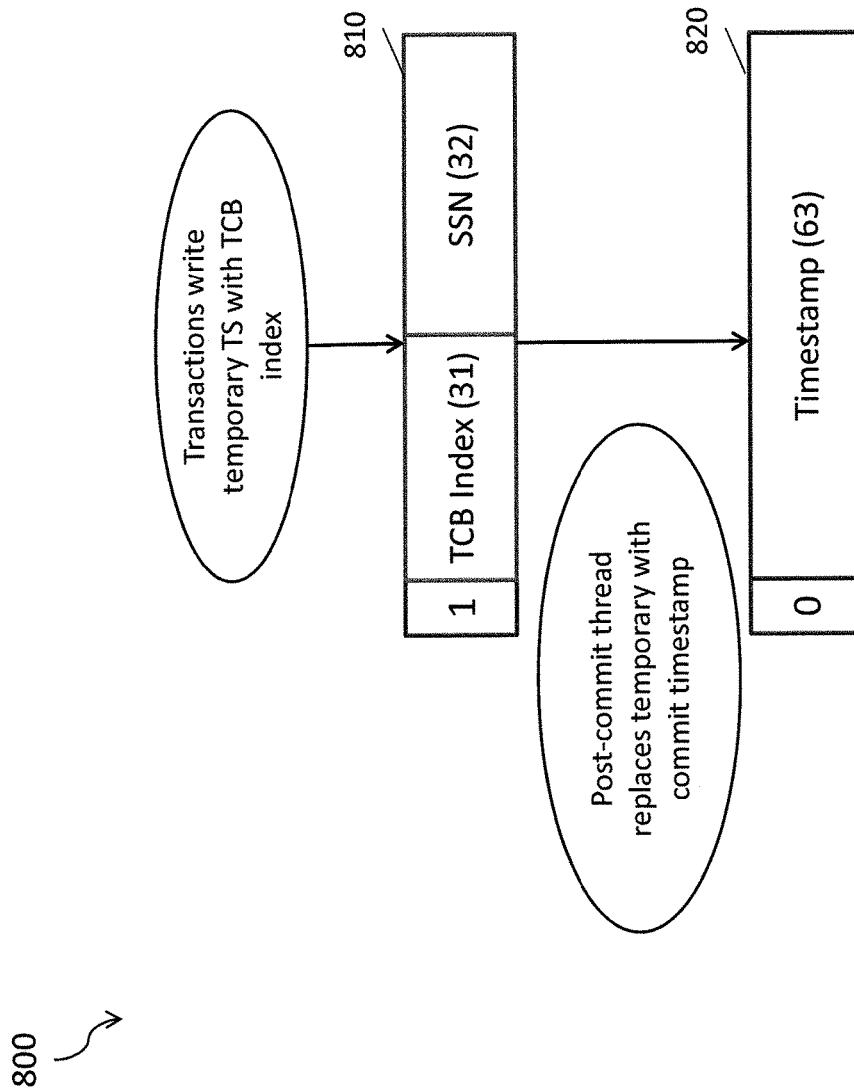 800
Transactions write
temporary TS with TCB
index
810
1
TCB Index (31)
SSN (32)
Post-commit thread
replaces temporary with
commit timestamp
820
0
Timestamp (63)